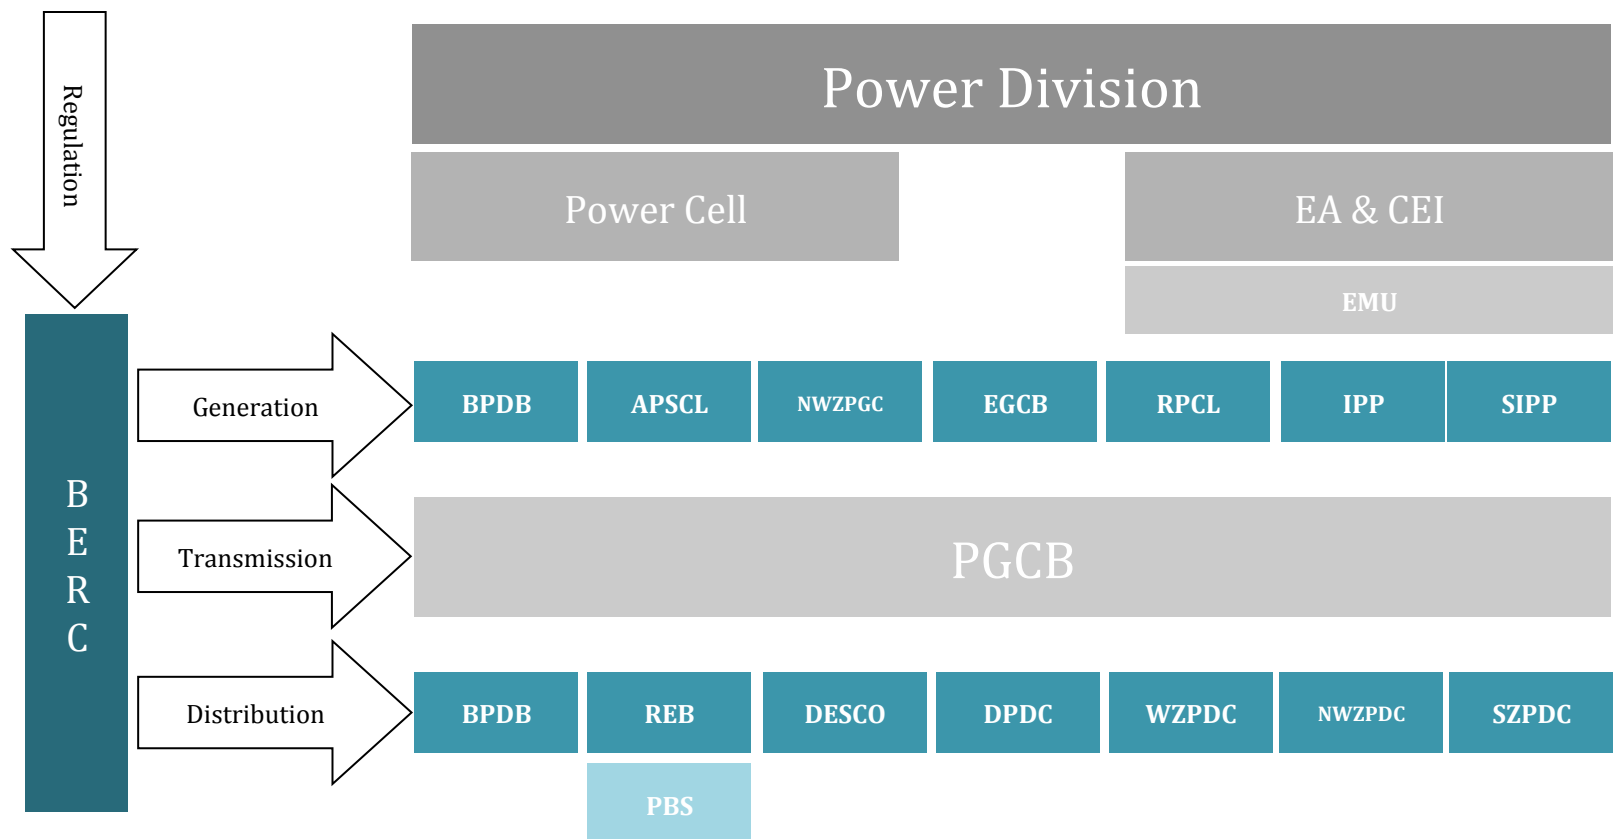 Regulation
Power Division
Power Cell
EA & CEI
EMU
B
E
R
C
Generation
BPDB
APSCL
NWZPGC
EGCB
RPCL
IPP
SIPP
Transmission
PGCB
Distribution
BPDB
REB
DESCO
DPDC
WZPDC
NWZPDC
SZPDC
PBS